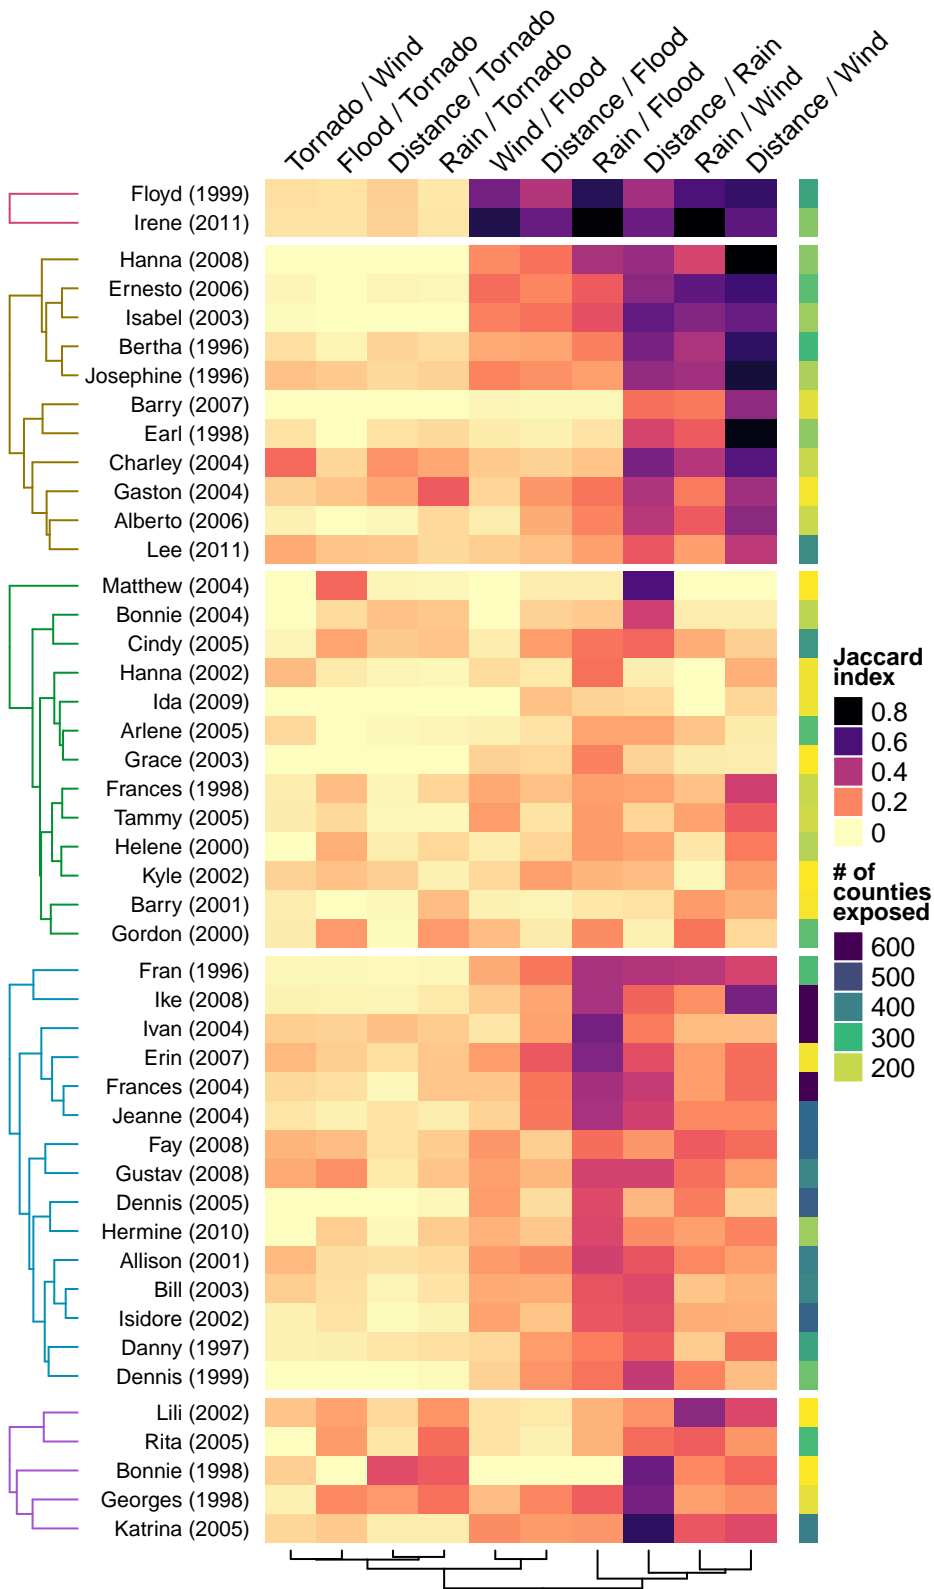 Tornado / Wind
Flood / Tornado
Distance / Tornado
Rain / Tornado
Wind / Flood
Distance / Flood
Rain / Flood
Distance / Rain
Rain / Wind
Distance / Wind
Floyd (1999)
Irene (2011)
Hanna (2008)
Ernesto (2006)
Isabel (2003)
Bertha (1996)
Josephine (1996)
Barry (2007)
Earl (1998)
Charley (2004)
Gaston (2004)
Alberto (2006)
Lee (2011)
Matthew (2004)
Bonnie (2004)
Cindy (2005)
Hanna (2002)
Ida (2009)
Arlene (2005)
Grace (2003)
Frances (1998)
Tammy (2005)
Helene (2000)
Kyle (2002)
Barry (2001)
Gordon (2000)
Fran (1996)
Ike (2008)
Ivan (2004)
Erin (2007)
Frances (2004)
Jeanne (2004)
Fay (2008)
Gustav (2008)
Dennis (2005)
Hermine (2010)
Allison (2001)
Bill (2003)
Isidore (2002)
Danny (1997)
Dennis (1999)
Lili (2002)
Rita (2005)
Bonnie (1998)
Georges (1998)
Katrina (2005)
Jaccard
index
0.8
0.6
0.4
0.2
0
# of
counties
exposed
600
500
400
300
200